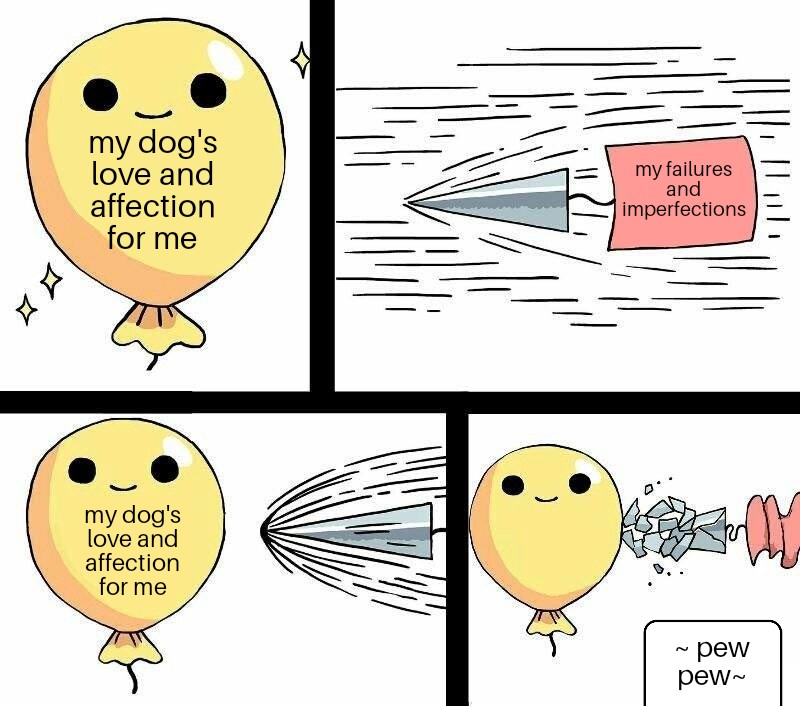 my dog's
love and
affection
for me
my failures
and
imperfections
my dog's
love and
affection
for me
~ pew
pew~